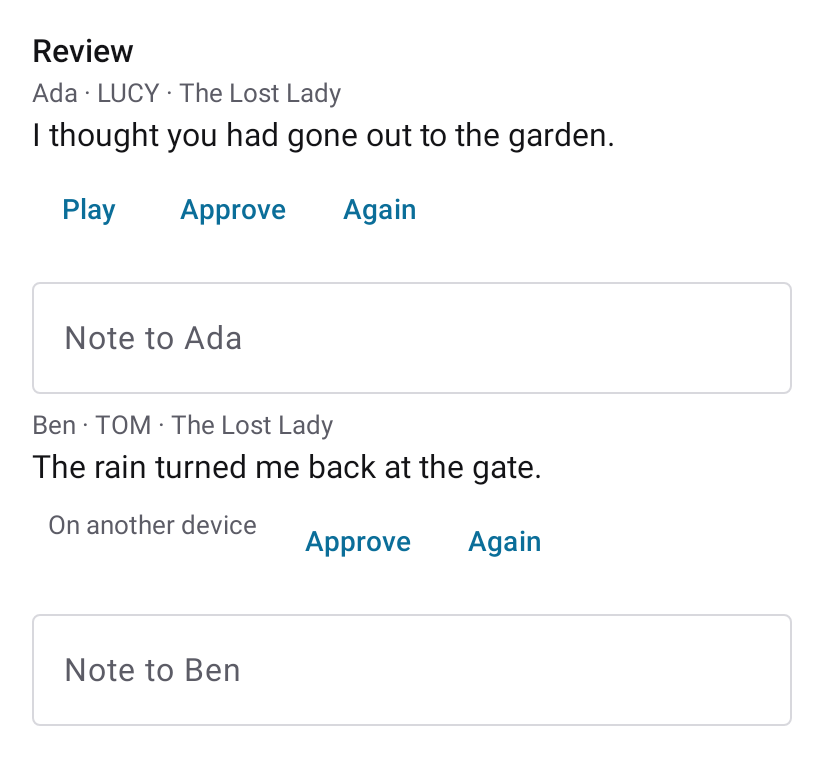 Review
Ada · LUCY · The Lost Lady
I thought you had gone out to the garden.
Play Approve Again
Note to Ada
Ben · TOM · The Lost Lady
The rain turned me back at the gate.
On another device Approve Again
Note to Ben